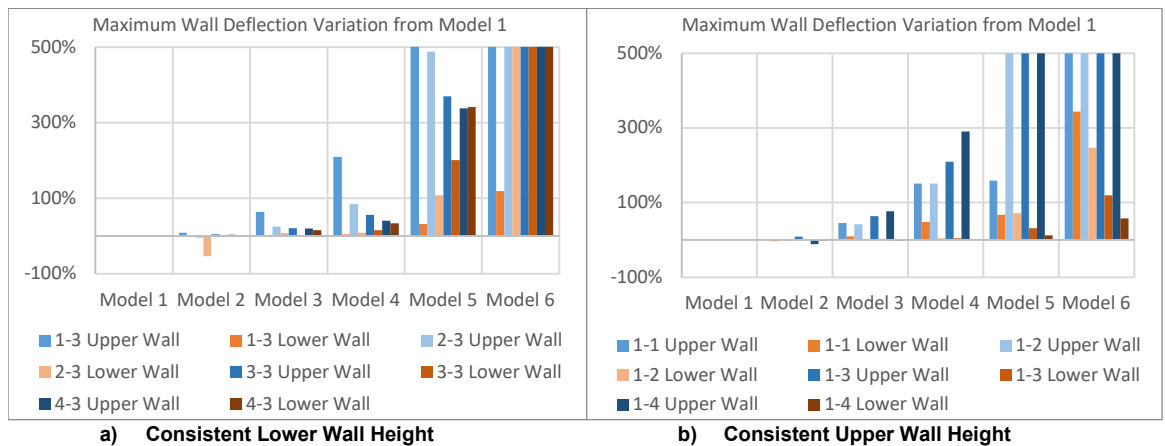 Maximum Wall Deflection Variation from Model 1
500%
300%
100%
-100%
Model 1 Model 2 Model 3 Model 4 Model 5 Model 6
1-3 Upper Wall 1-3 Lower Wall 2-3 Upper Wall
2-3 Lower Wall 3-3 Upper Wall 3-3 Lower Wall
4-3 Upper Wall 4-3 Lower Wall
a) Consistent Lower Wall Height
Maximum Wall Deflection Variation from Model 1
500%
300%
100%
-100%
Model 1 Model 2 Model 3 Model 4 Model 5 Model 6
1-1 Upper Wall 1-1 Lower Wall 1-2 Upper Wall
1-2 Lower Wall 1-3 Upper Wall 1-3 Lower Wall
1-4 Upper Wall 1-4 Lower Wall
b) Consistent Upper Wall Height